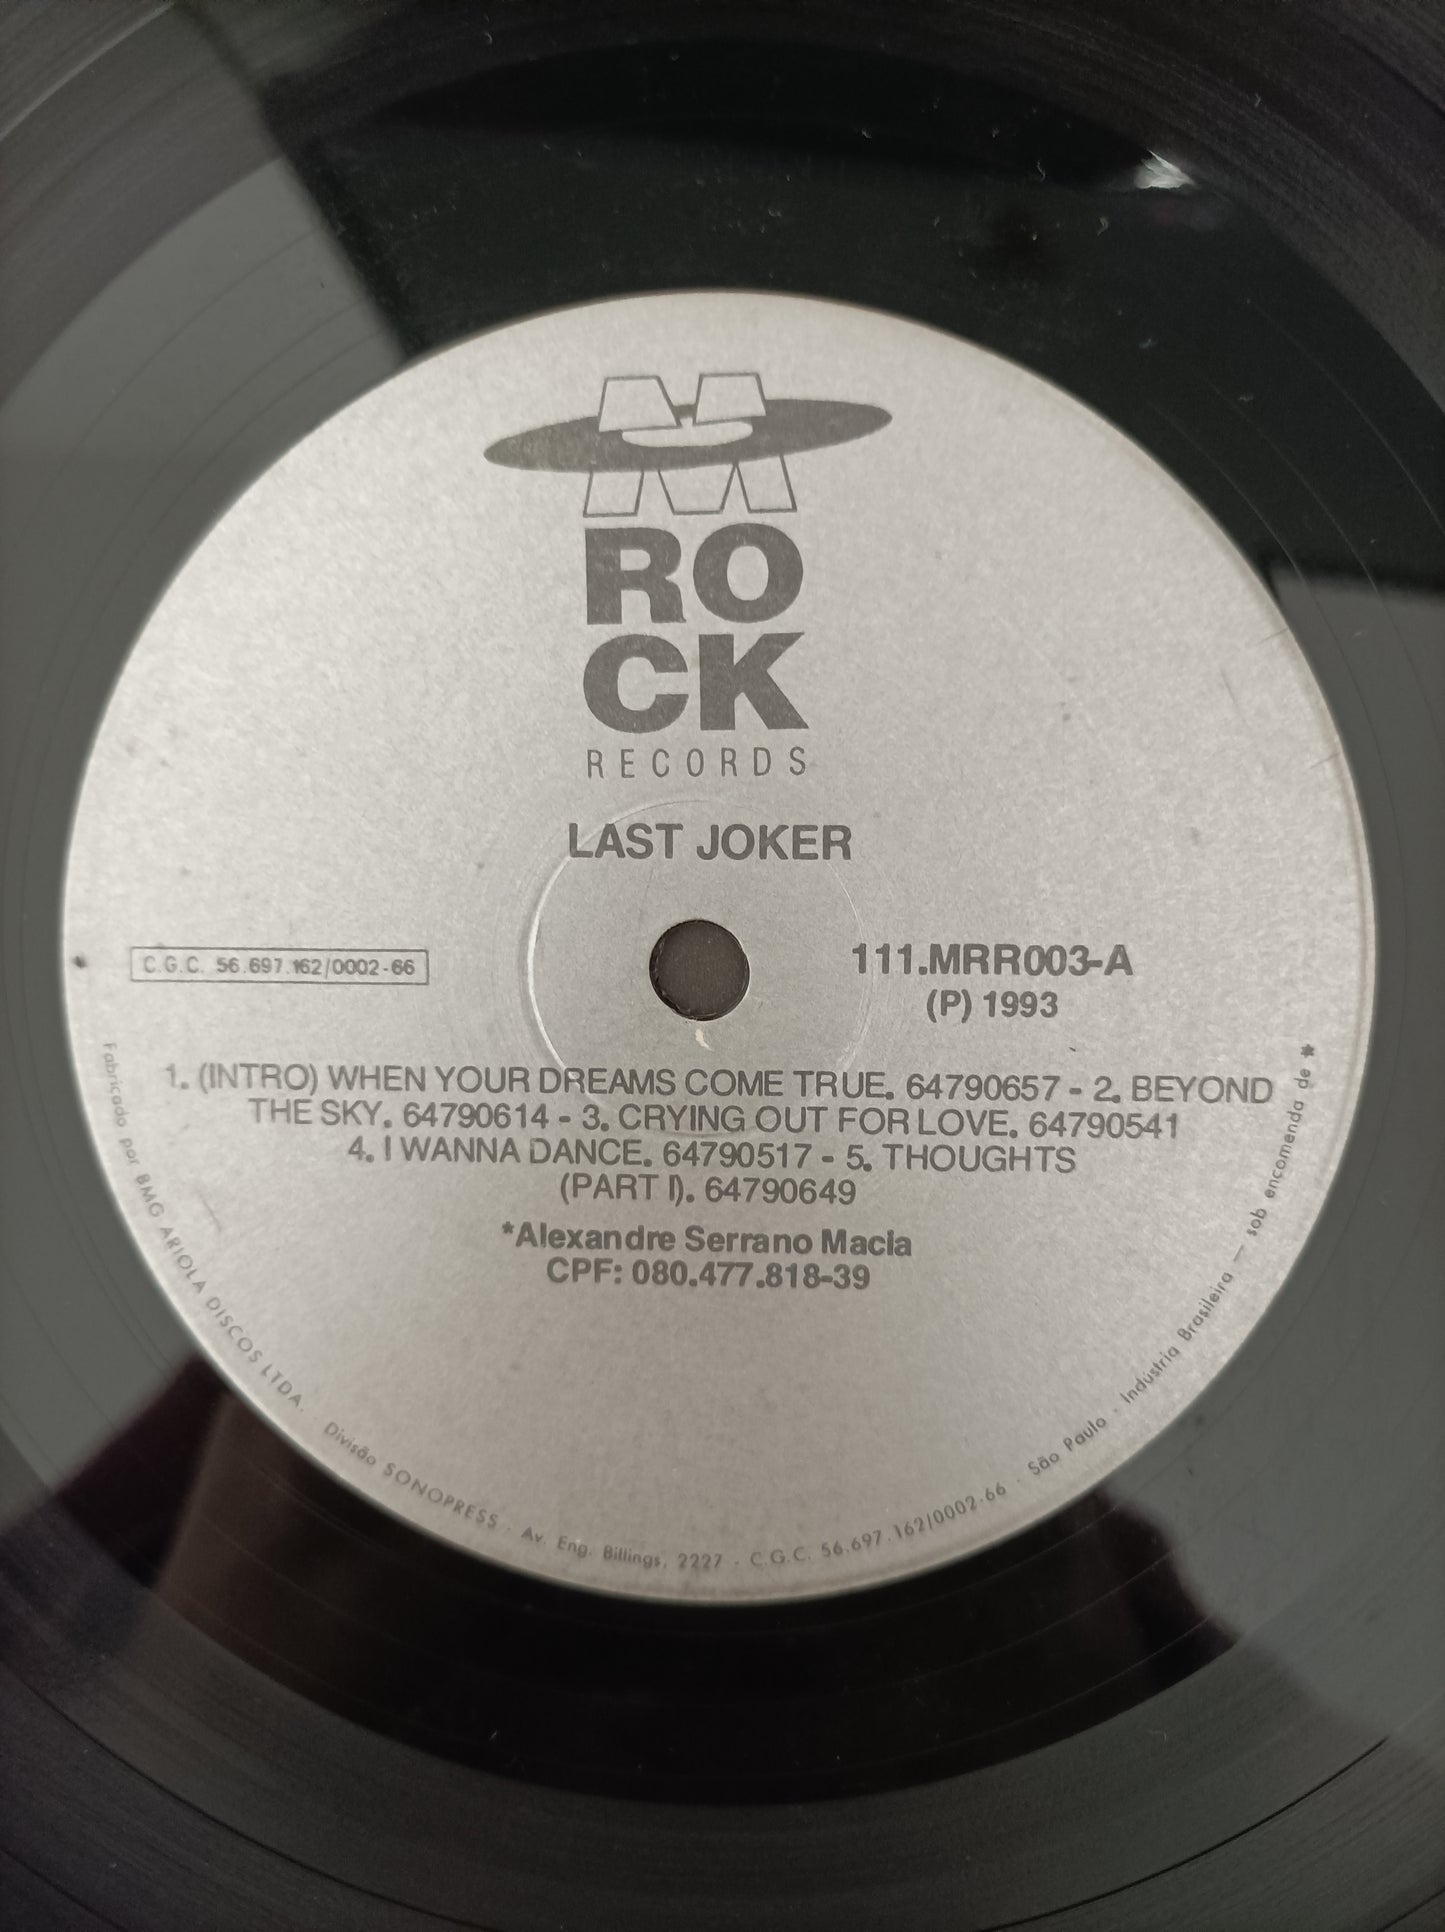 M
RO
CK
RECORDS
LAST JOKER
C.G.C. 56.697.162/0002-66
111.MRR003-A
(P) 1993
1. (INTRO) WHEN YOUR DREAMS COME TRUE. 64790657 - 2. BEYOND
THE SKY. 64790614 - 3. CRYING OUT FOR LOVE. 64790541
4. I WANNA DANCE. 64790517 - 5. THOUGHTS
(PART I). 64790649
*Alexandre Serrano Macia
CPF: 080.477.818-39
Fabricado por BMG ARIOLA DISCOS LTDA. Divisão SONOPRESS · Av. Eng. Billings, 2227 - C.G.C. 56.697.162/0002-66 · São Paulo · Indústria Brasileira — sob encomenda de *